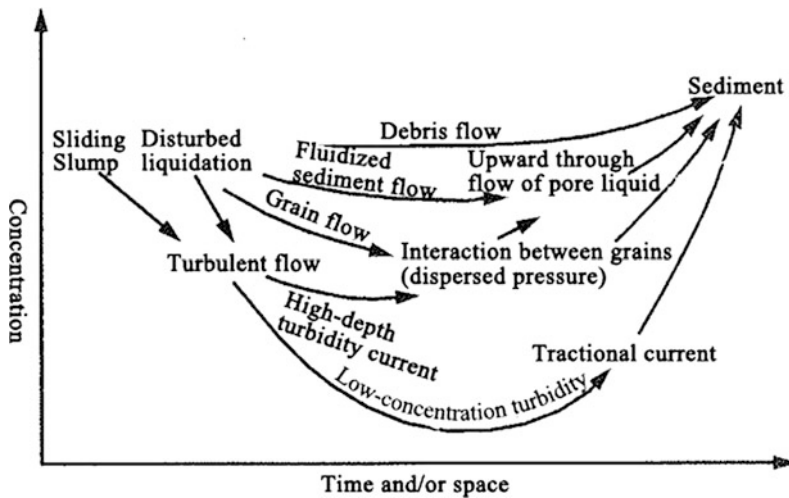 Sediment
Debris flow
Sliding
Slump
Disturbed
liquidation
Fluidized
sediment flow
Upward through
flow of pore liquid
Grain flow
Turbulent flow
Interaction between grains
(dispersed pressure)
High-depth
turbidity current
Tractional current
Low-concentration turbidity
Concentration
Time and/or space